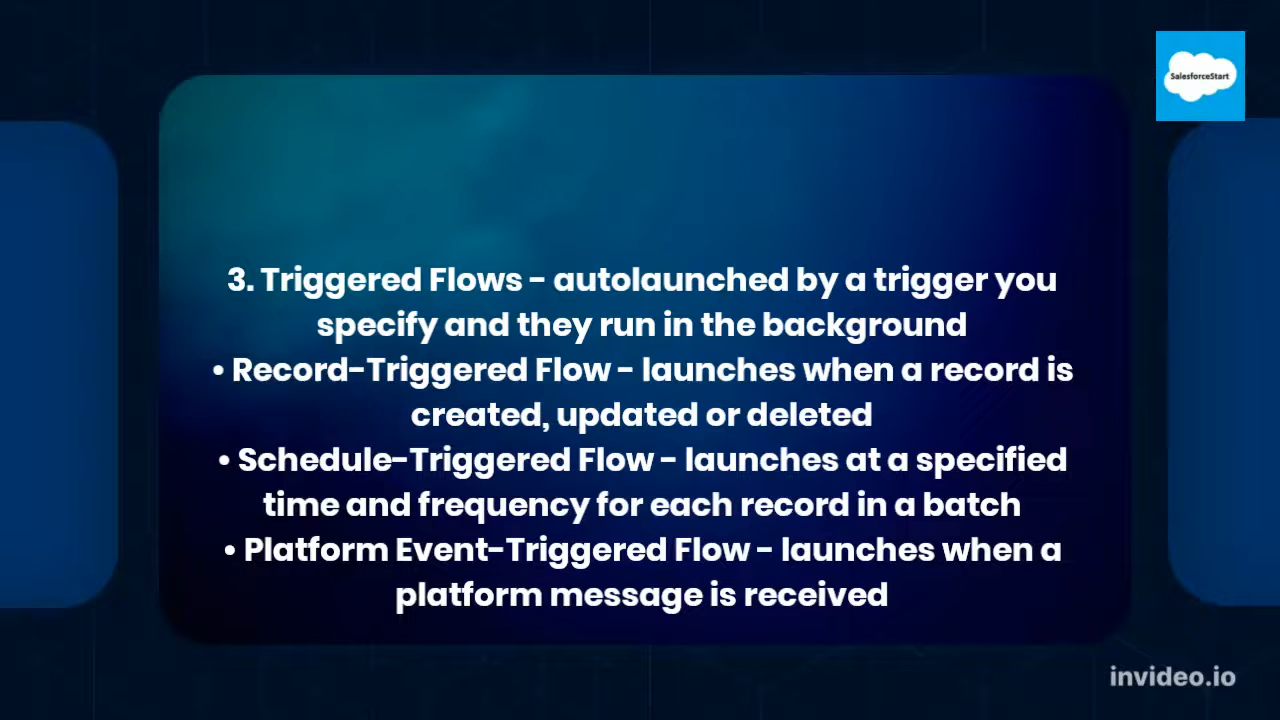 SalesforceStart
3. Triggered Flows - autolaunched by a trigger you
specify and they run in the background
• Record-Triggered Flow - launches when a record is
created, updated or deleted
• Schedule-Triggered Flow - launches at a specified
time and frequency for each record in a batch
• Platform Event-Triggered Flow - launches when a
platform message is received
invideo.io